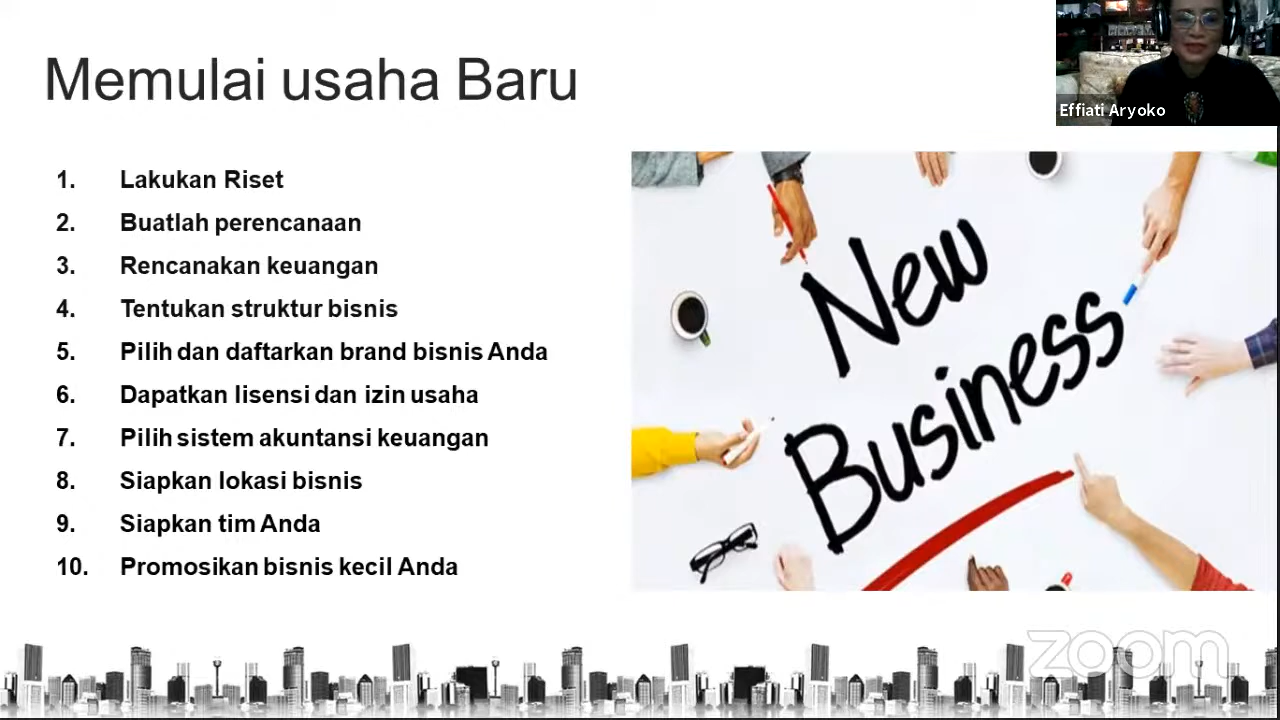 Memulai usaha Baru
Effiati Aryoko
1. Lakukan Riset
2. Buatlah perencanaan
3. Rencanakan keuangan
4. Tentukan struktur bisnis
5. Pilih dan daftarkan brand bisnis Anda
6. Dapatkan lisensi dan izin usaha
7. Pilih sistem akuntansi keuangan
8. Siapkan lokasi bisnis
9. Siapkan tim Anda
10. Promosikan bisnis kecil Anda
New
Business
zoom